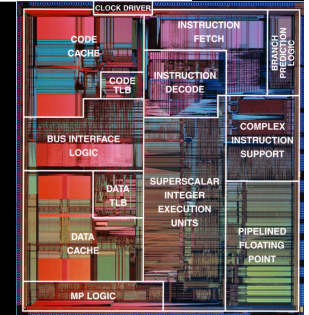 CLOCK DRIVER
CODE
CACHE
INSTRUCTION
FETCH
BRANCH
PREDICTION
LOGIC
CODE
TLB
INSTRUCTION
DECODE
BUS INTERFACE
LOGIC
COMPLEX
INSTRUCTION
SUPPORT
DATA
TLB
SUPERSCALAR
INTEGER
EXECUTION
UNITS
DATA
CACHE
PIPELINED
FLOATING
POINT
MP LOGIC